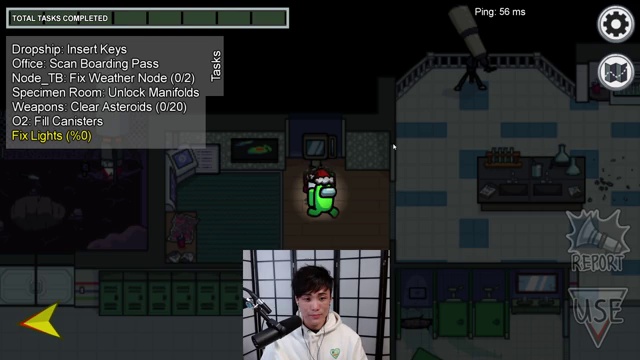 Ping: 56 ms
TOTAL TASKS COMPLETED
Dropship: Insert Keys
Office: Scan Boarding Pass
Node_TB: Fix Weather Node (0/2)
Specimen Room: Unlock Manifolds
Weapons: Clear Asteroids (0/20)
O2: Fill Canisters
Fix Lights (%0)
Tasks
REPORT
USE